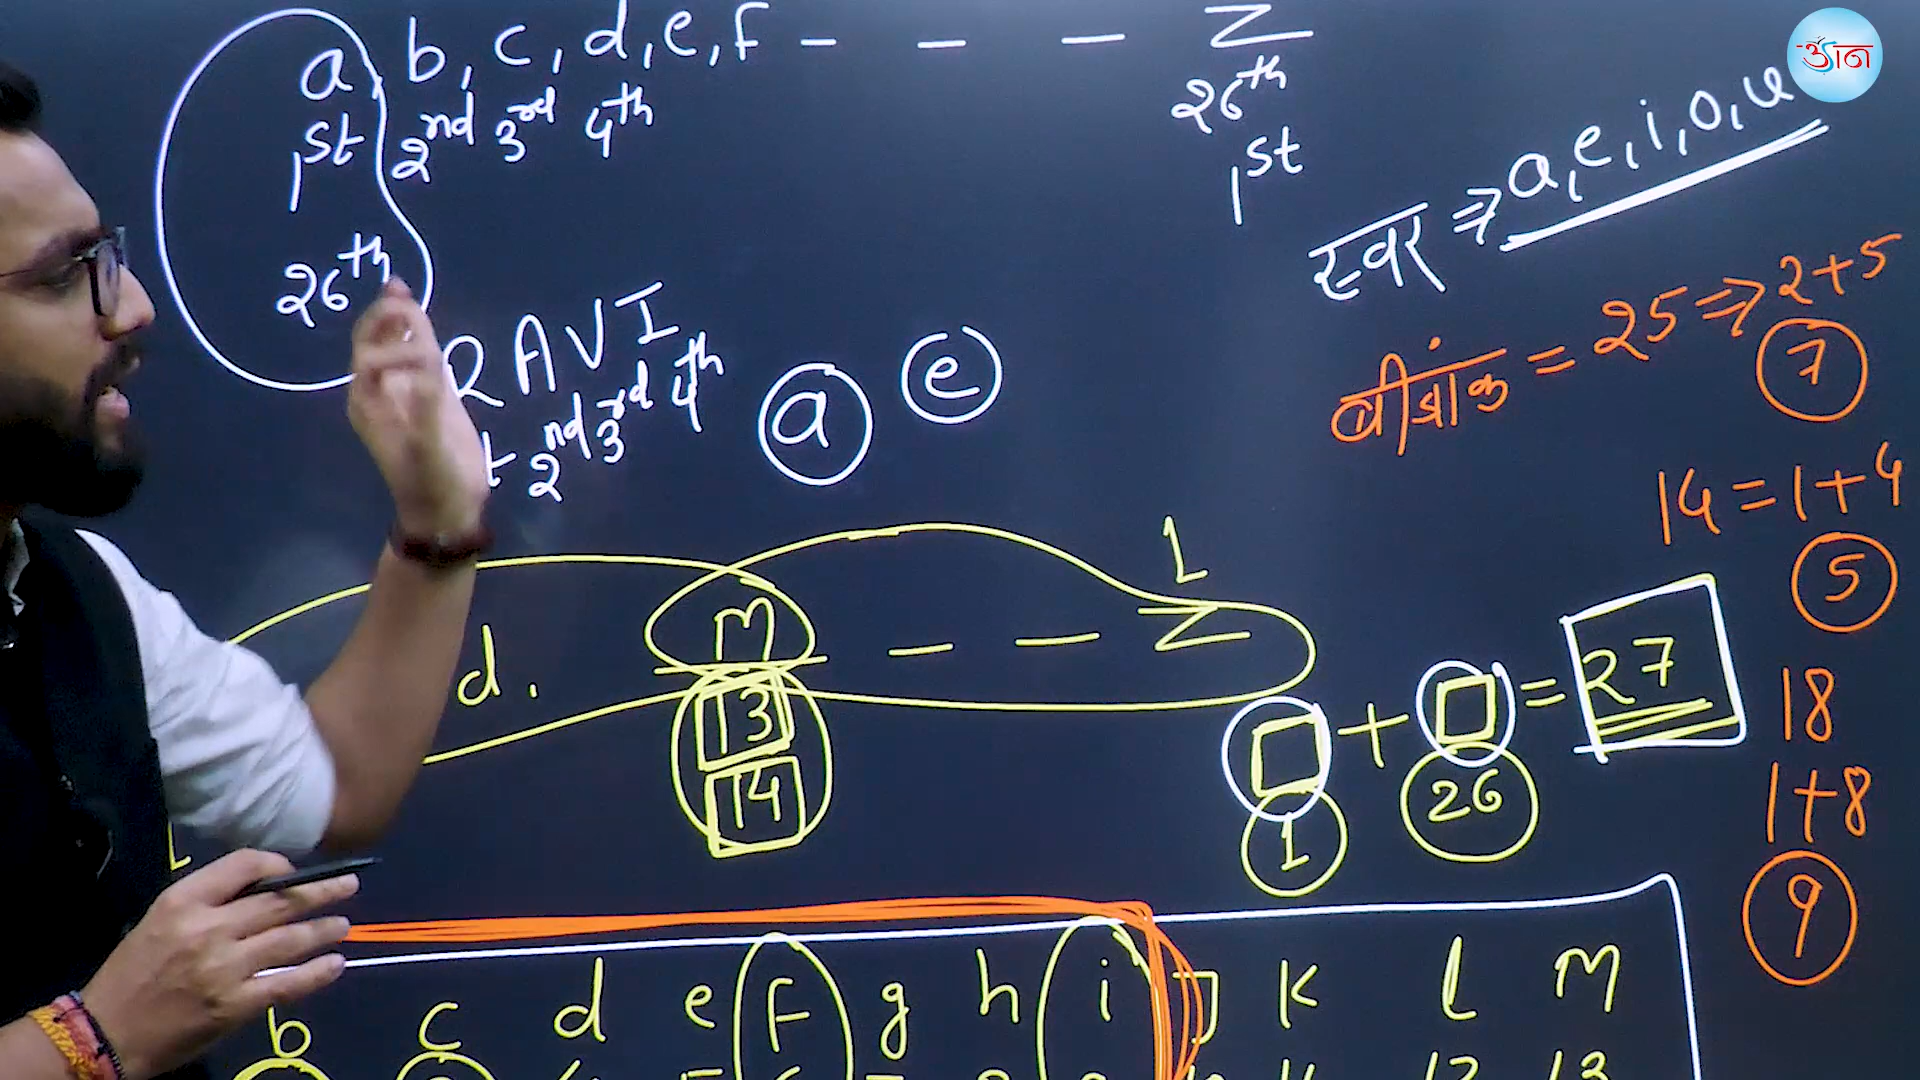 a, b, c, d, e, f - - - Z
1st 2nd 3rd 4th 26th
1st
26th
RAVI
2nd 3rd 4th
a e
स्वर ⇒ a, e, i, o, u
बीजांक = 25 ⇒ 2+5
7
14 = 1+4
5
18
1+8
9
1
d. m - - Z
13
14
□ + □ = 27
1 26
b c d e f g h i J K l M
ज्ञान